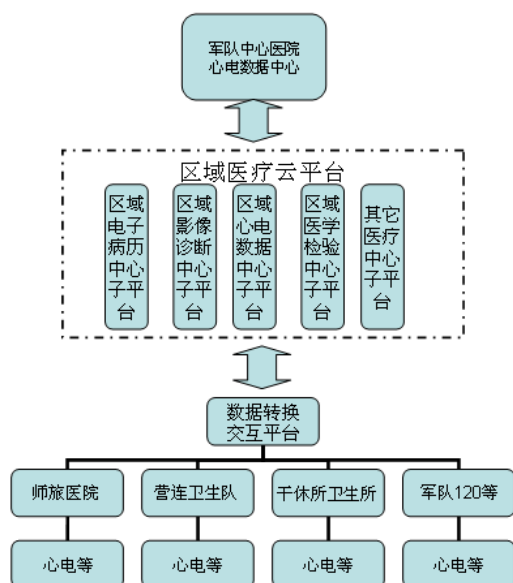 军队中心医院
心电数据中心
区域医疗云平台
区域
电子
病历
中心
子平
台
区域
影像
诊断
中心
子平
台
区域
心电
数据
中心
子平
台
区域
医学
检验
中心
子平
台
其它
医疗
中心
子平
台
数据转换
交互平台
师旅医院
营连卫生队
干休所卫生所
军队120等
心电等
心电等
心电等
心电等